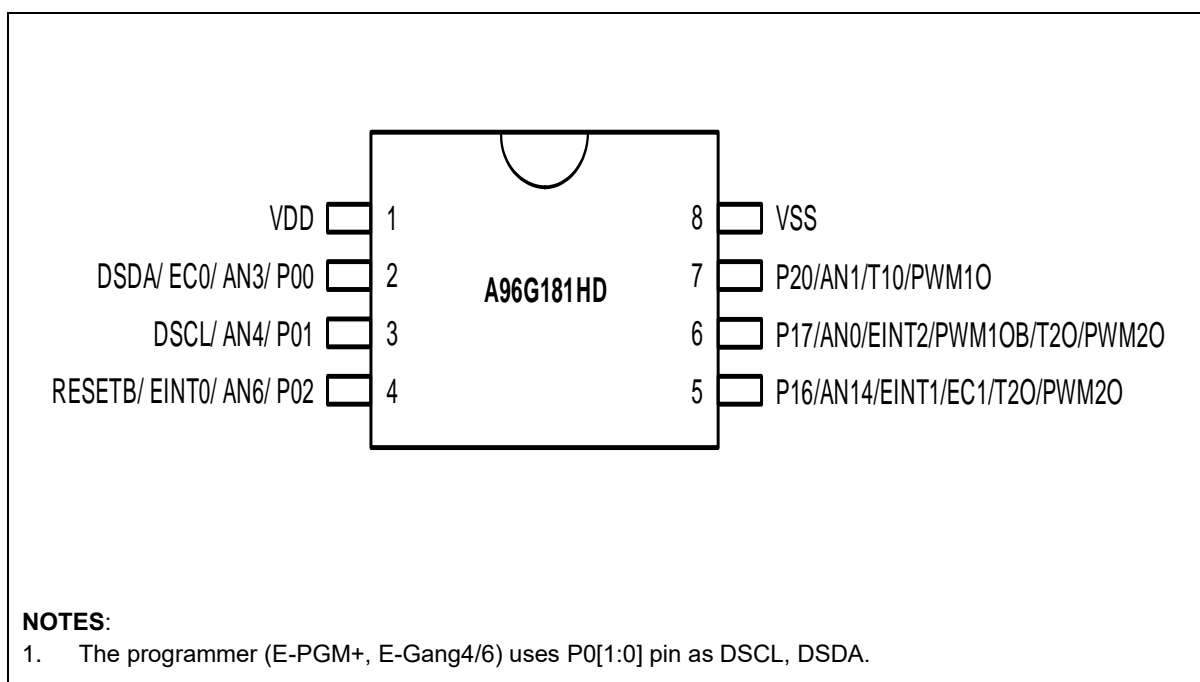 VDD 1 8 VSS
DSDA/ EC0/ AN3/ P00 2 A96G181HD 7 P20/AN1/T10/PWM1O
DSCL/ AN4/ P01 3 6 P17/AN0/EINT2/PWM1OB/T2O/PWM2O
RESETB/ EINT0/ AN6/ P02 4 5 P16/AN14/EINT1/EC1/T2O/PWM2O
NOTES:
1. The programmer (E-PGM+, E-Gang4/6) uses P0[1:0] pin as DSCL, DSDA.